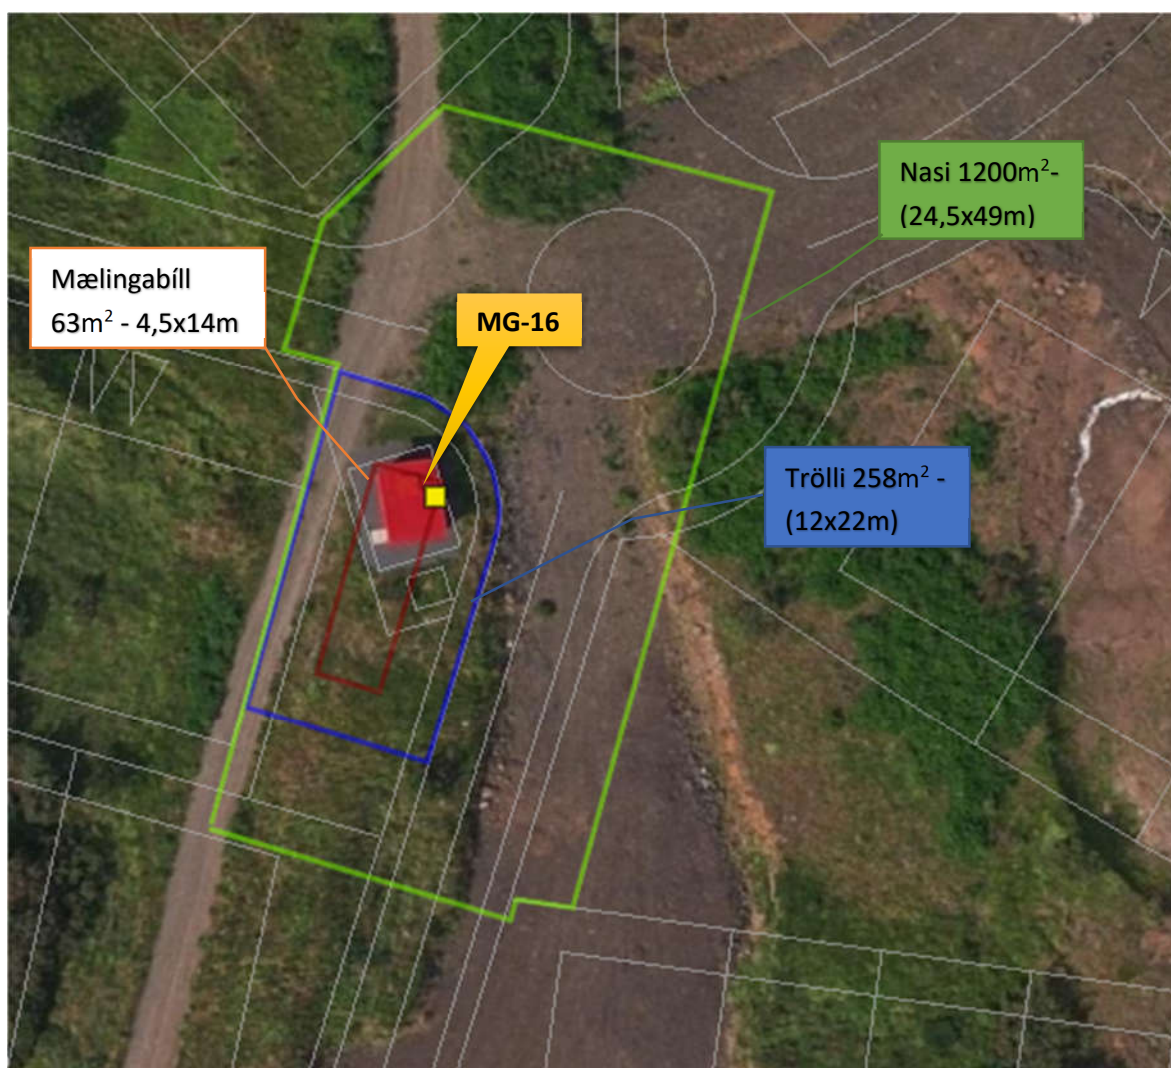 Nasi 1200m²-
(24,5x49m)
Mælingabíll
63m² - 4,5x14m
MG-16
Trölli 258m² -
(12x22m)